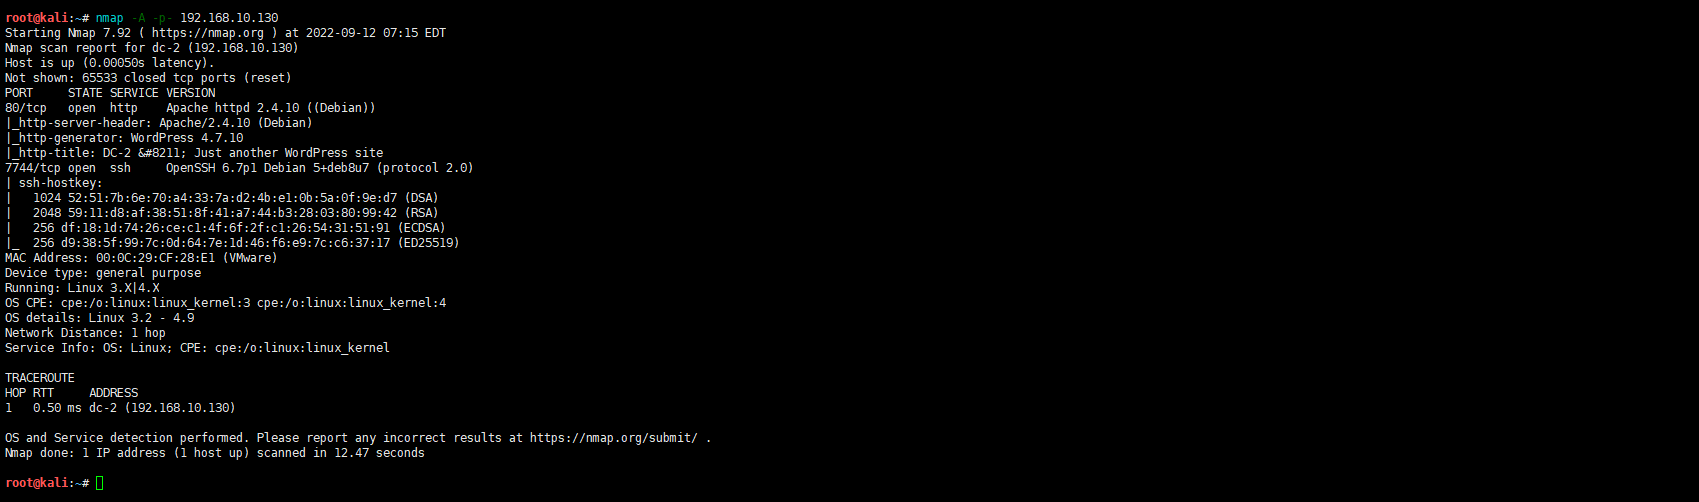 root@kali:~# nmap -A -p- 192.168.10.130
Starting Nmap 7.92 ( https://nmap.org ) at 2022-09-12 07:15 EDT
Nmap scan report for dc-2 (192.168.10.130)
Host is up (0.00050s latency).
Not shown: 65533 closed tcp ports (reset)
PORT     STATE SERVICE VERSION
80/tcp   open  http    Apache httpd 2.4.10 ((Debian))
|_http-server-header: Apache/2.4.10 (Debian)
|_http-generator: WordPress 4.7.10
|_http-title: DC-2 &#8211; Just another WordPress site
7744/tcp open  ssh     OpenSSH 6.7p1 Debian 5+deb8u7 (protocol 2.0)
| ssh-hostkey:
|   1024 52:51:7b:6e:70:a4:33:7a:d2:4b:e1:0b:5a:0f:9e:d7 (DSA)
|   2048 59:11:d8:af:38:51:8f:41:a7:44:b3:28:03:80:99:42 (RSA)
|   256 df:18:1d:74:26:ce:c1:4f:6f:2f:c1:26:54:31:51:91 (ECDSA)
|_  256 d9:38:5f:99:7c:0d:64:7e:1d:46:f6:e9:7c:c6:37:17 (ED25519)
MAC Address: 00:0C:29:CF:28:E1 (VMware)
Device type: general purpose
Running: Linux 3.X|4.X
OS CPE: cpe:/o:linux:linux_kernel:3 cpe:/o:linux:linux_kernel:4
OS details: Linux 3.2 - 4.9
Network Distance: 1 hop
Service Info: OS: Linux; CPE: cpe:/o:linux:linux_kernel
TRACEROUTE
HOP RTT     ADDRESS
1   0.50 ms dc-2 (192.168.10.130)
OS and Service detection performed. Please report any incorrect results at https://nmap.org/submit/ .
Nmap done: 1 IP address (1 host up) scanned in 12.47 seconds
root@kali:~#